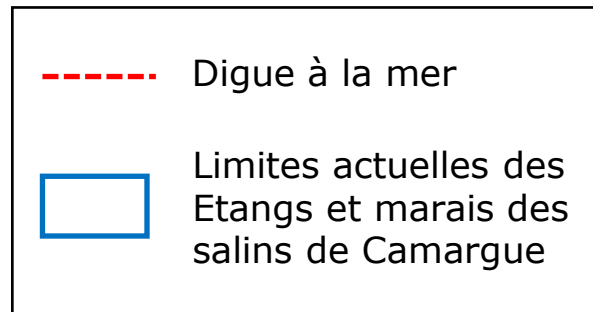 Digue à la mer
Limites actuelles des
Etangs et marais des
salins de Camargue